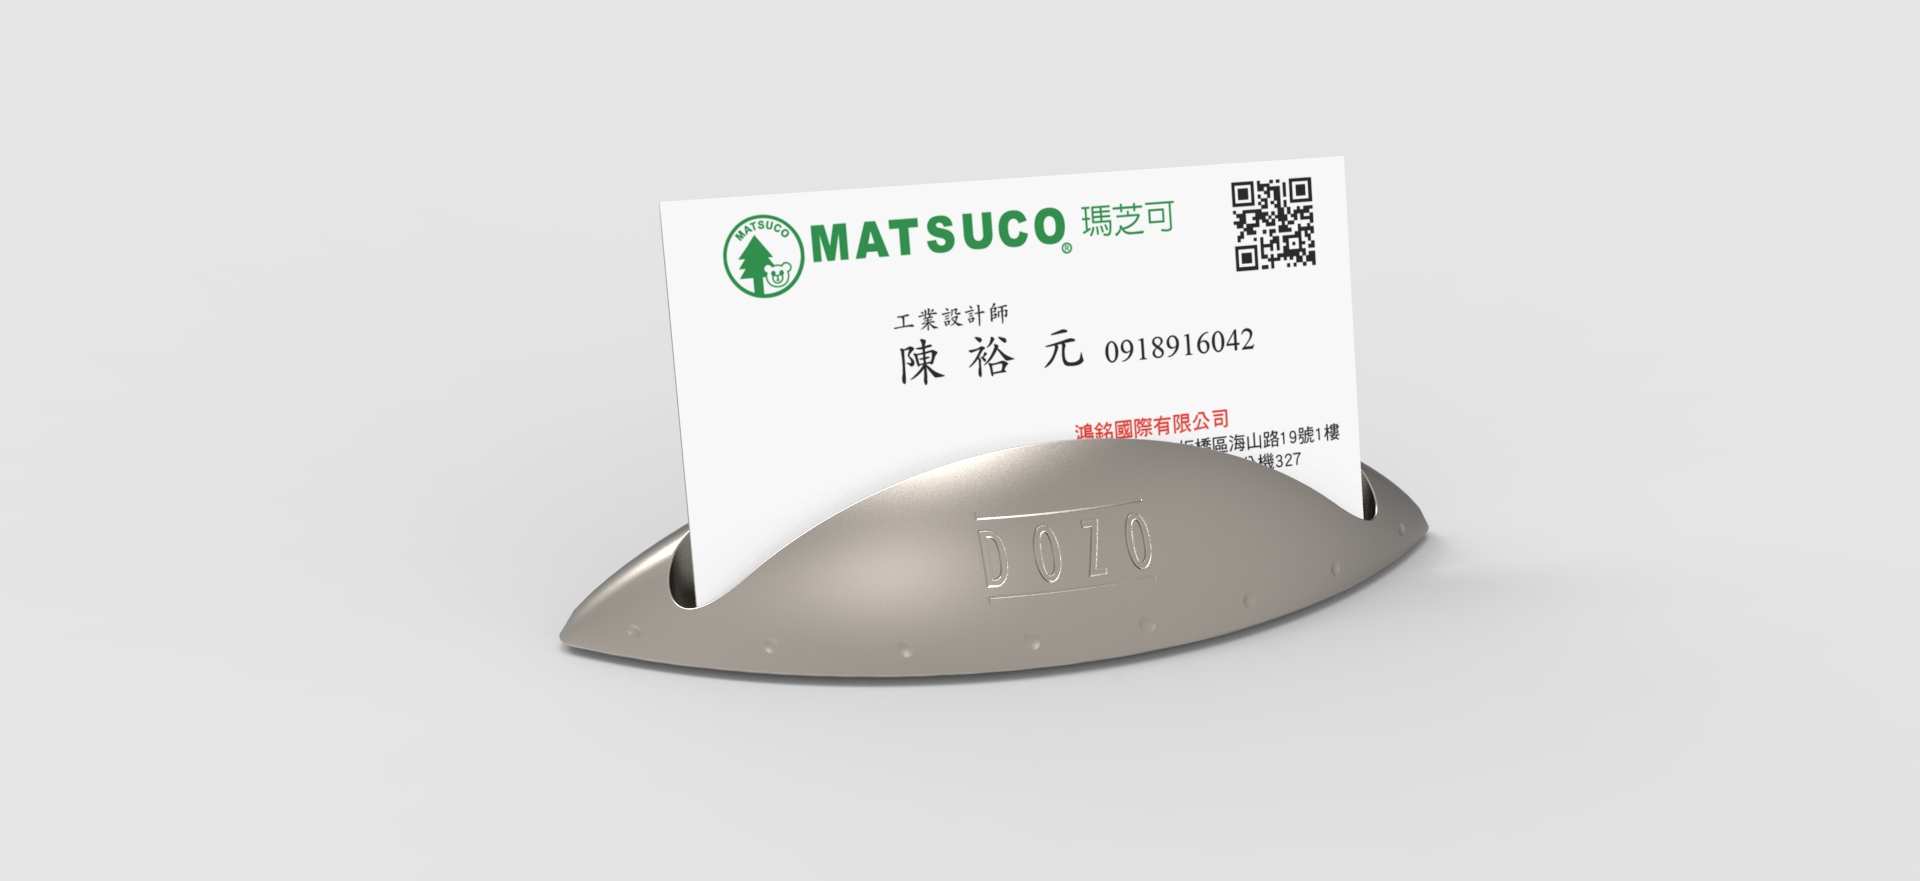 MATSUCO
MATSUCO® 瑪芝可
工業設計師
陳裕元 0918916042
鴻銘國際有限公司
橋區海山路19號1樓
機327
DOZO